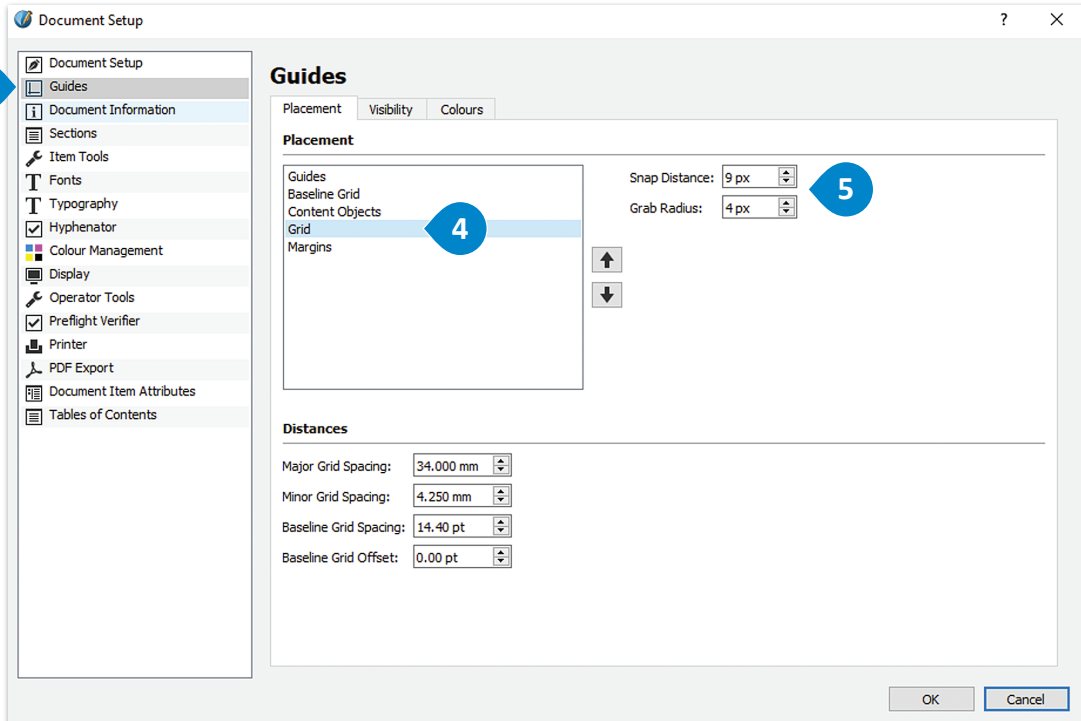 Document Setup
?
Document Setup
Guides
Document Information
Sections
Item Tools
Fonts
Typography
Hyphenator
Colour Management
Display
Operator Tools
Preflight Verifier
Printer
PDF Export
Document Item Attributes
Tables of Contents
Guides
Placement Visibility Colours
Placement
Guides
Baseline Grid
Content Objects
Grid
Margins
4
Snap Distance: 9 px
Grab Radius: 4 px
5
Distances
Major Grid Spacing: 34.000 mm
Minor Grid Spacing: 4.250 mm
Baseline Grid Spacing: 14.40 pt
Baseline Grid Offset: 0.00 pt
OK Cancel